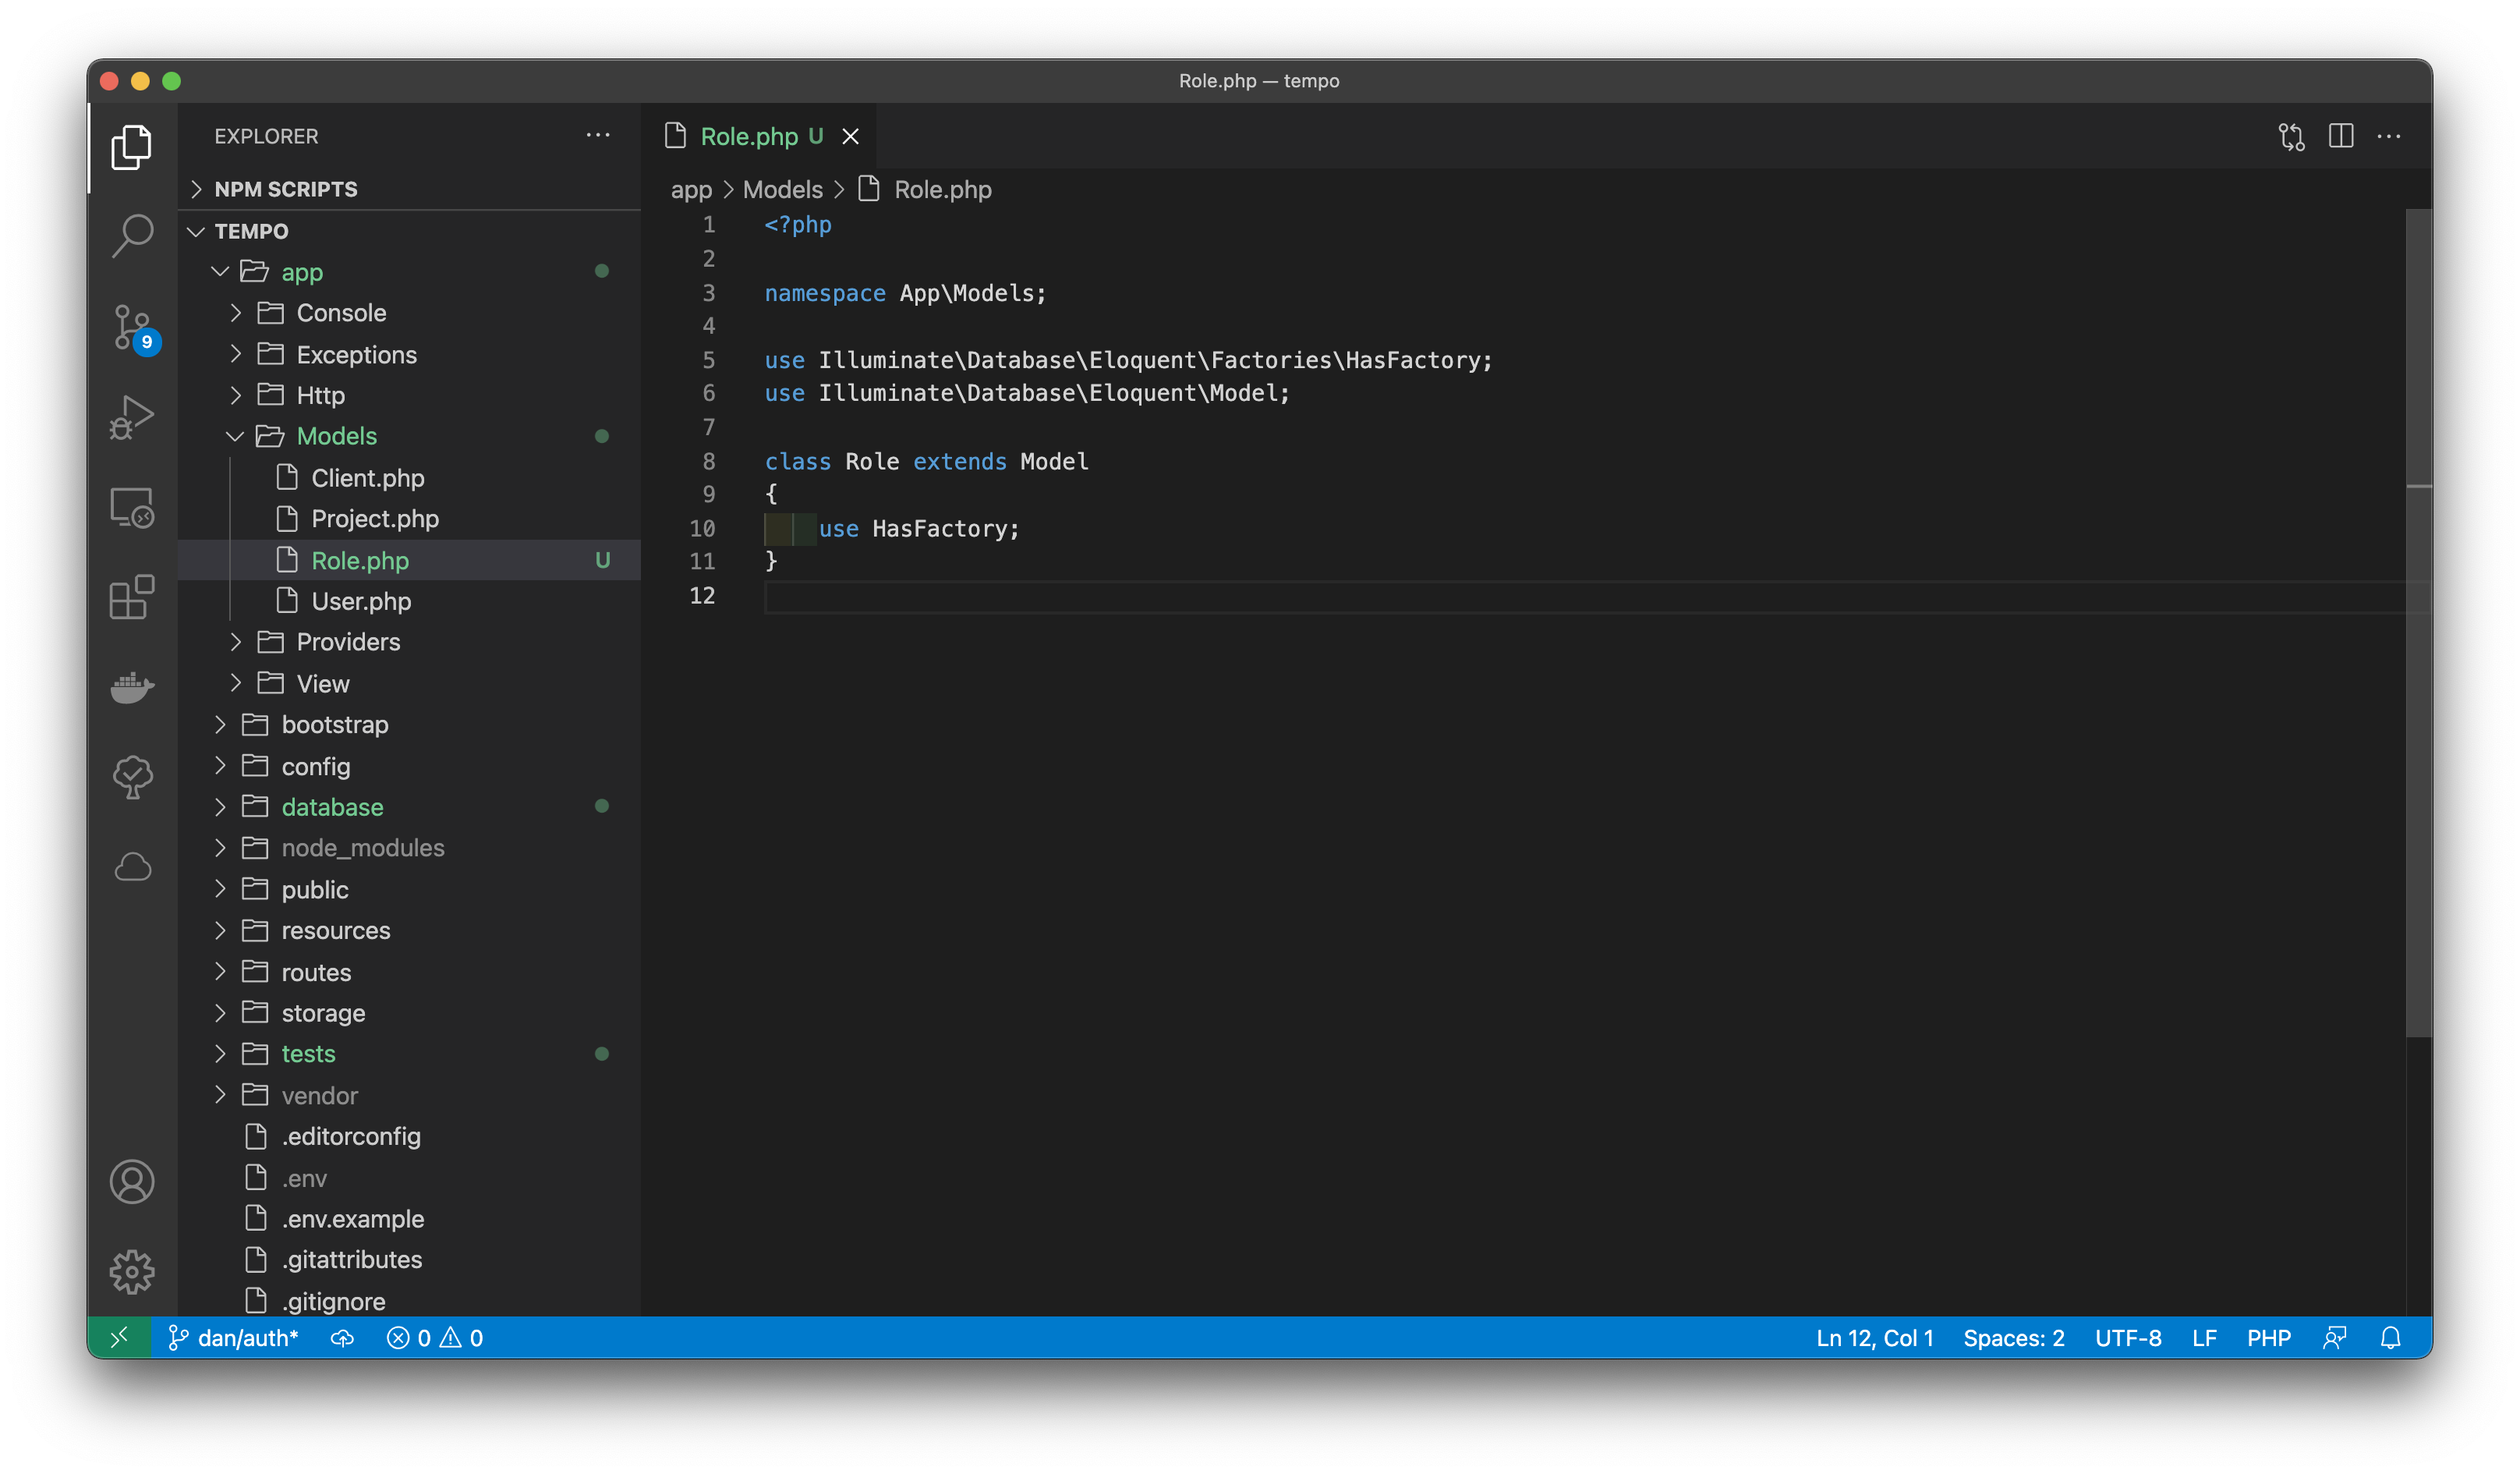 Role.php — tempo
EXPLORER
NPM SCRIPTS
TEMPO
app
Console
Exceptions
Http
Models
Client.php
Project.php
Role.php U
User.php
Providers
View
bootstrap
config
database
node_modules
public
resources
routes
storage
tests
vendor
.editorconfig
.env
.env.example
.gitattributes
.gitignore
9
Role.php U
app > Models > Role.php
1 <?php
2
3 namespace App\Models;
4
5 use Illuminate\Database\Eloquent\Factories\HasFactory;
6 use Illuminate\Database\Eloquent\Model;
7
8 class Role extends Model
9 {
10     use HasFactory;
11 }
12
dan/auth* 0 0 Ln 12, Col 1 Spaces: 2 UTF-8 LF PHP